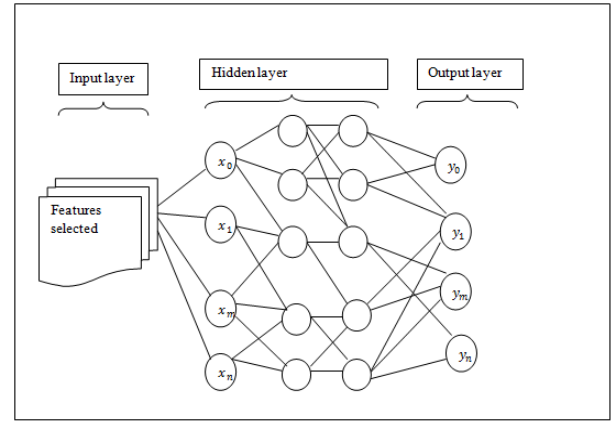 Input layer
Hidden layer
Output layer
Features
selected
x0
x1
xm
xn
y0
y1
ym
yn